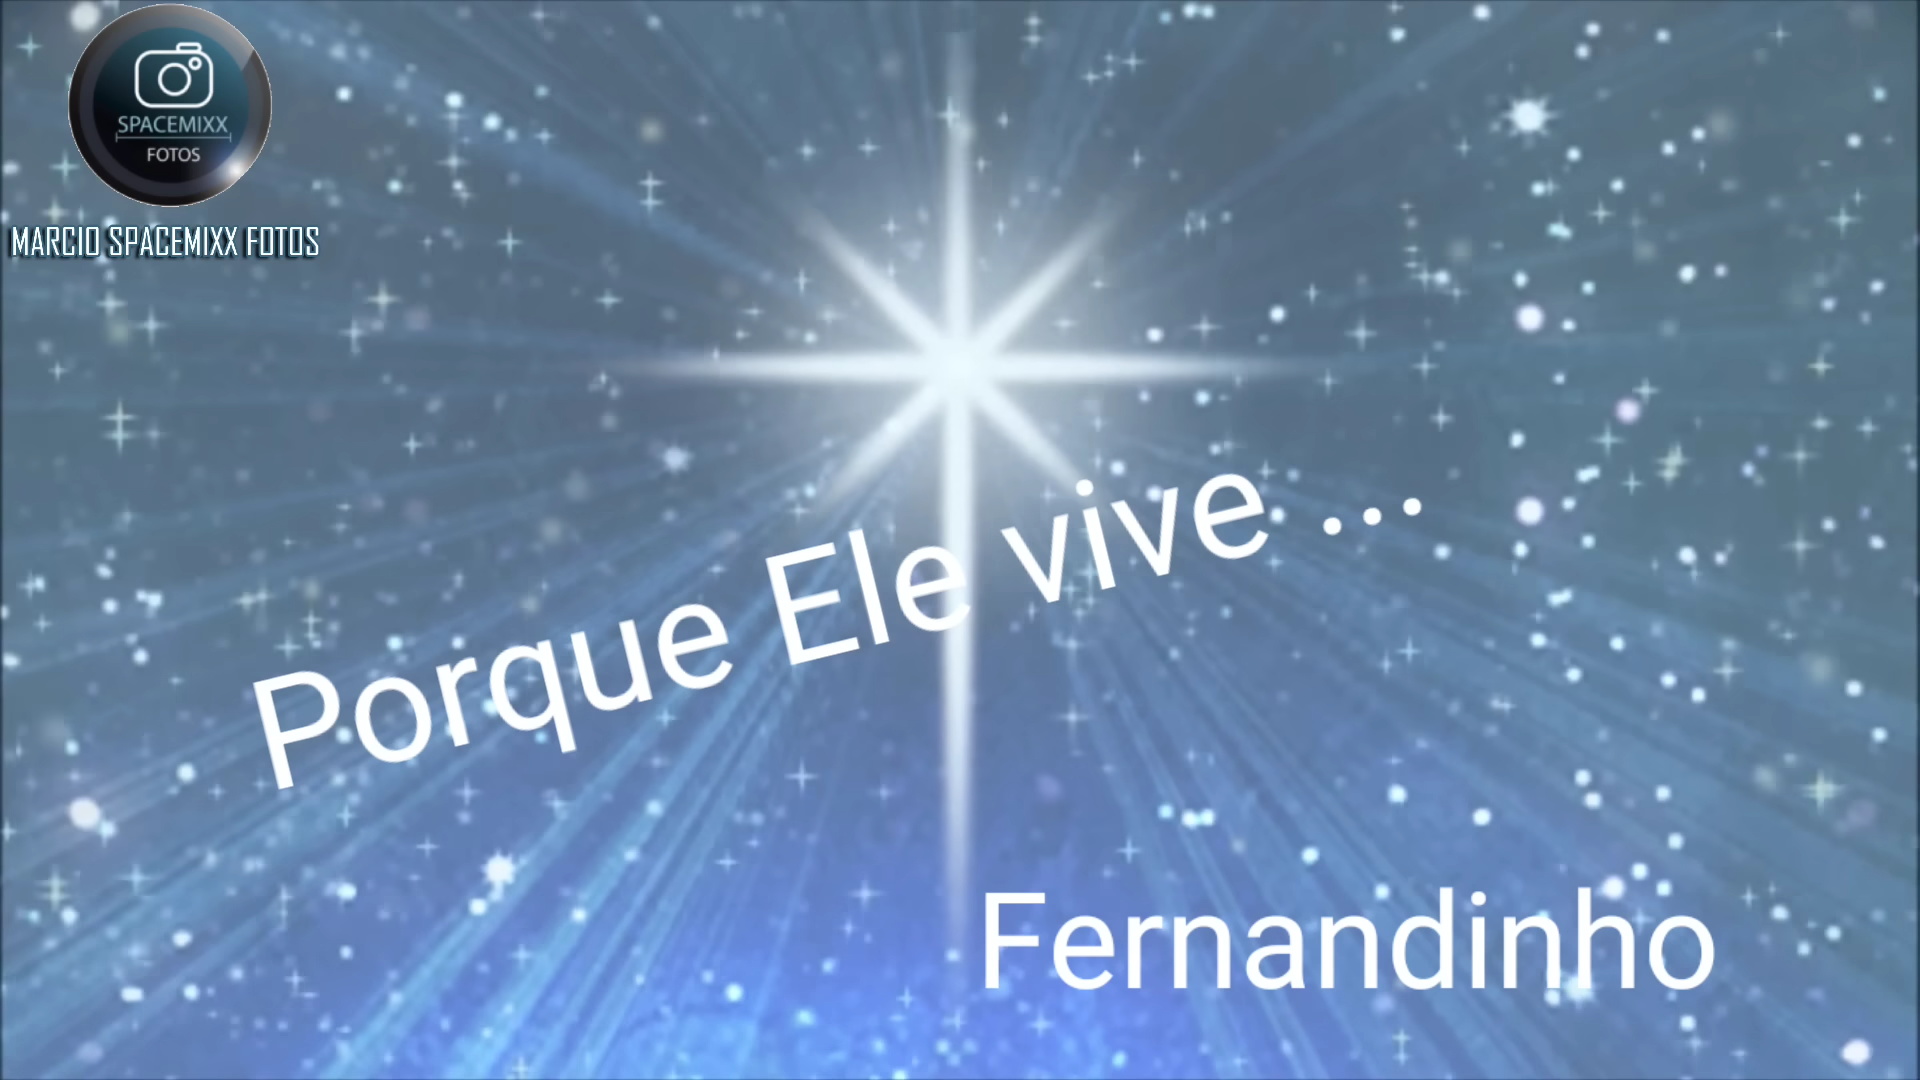 SPACEMIXX
FOTOS
MARCIO SPACEMIXX FOTOS
Porque Ele vive ...
Fernandinho